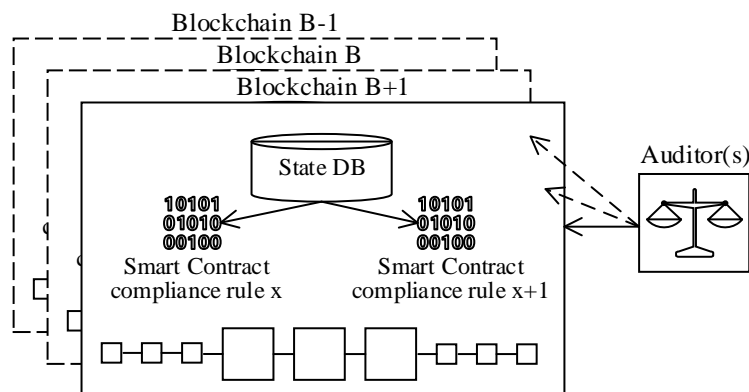 Blockchain B-1
Blockchain B
Blockchain B+1
State DB
Auditor(s)
10101
01010
00100
10101
01010
00100
Smart Contract
compliance rule x
Smart Contract
compliance rule x+1